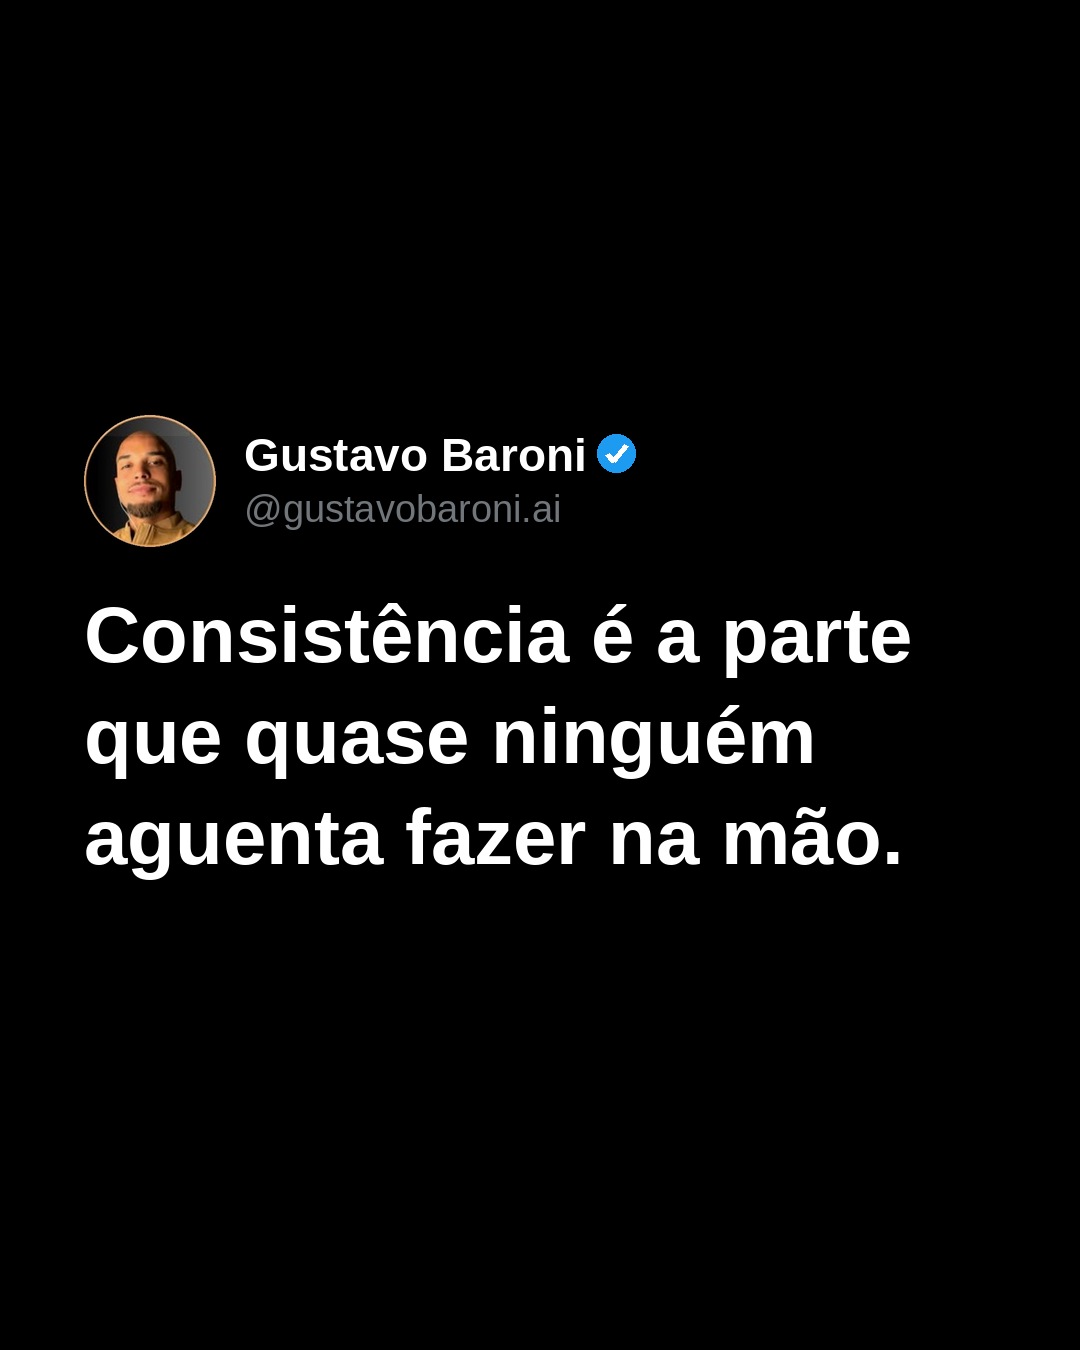 Gustavo Baroni
@gustavobaroni.ai
Consistência é a parte
que quase ninguém
aguenta fazer na mão.